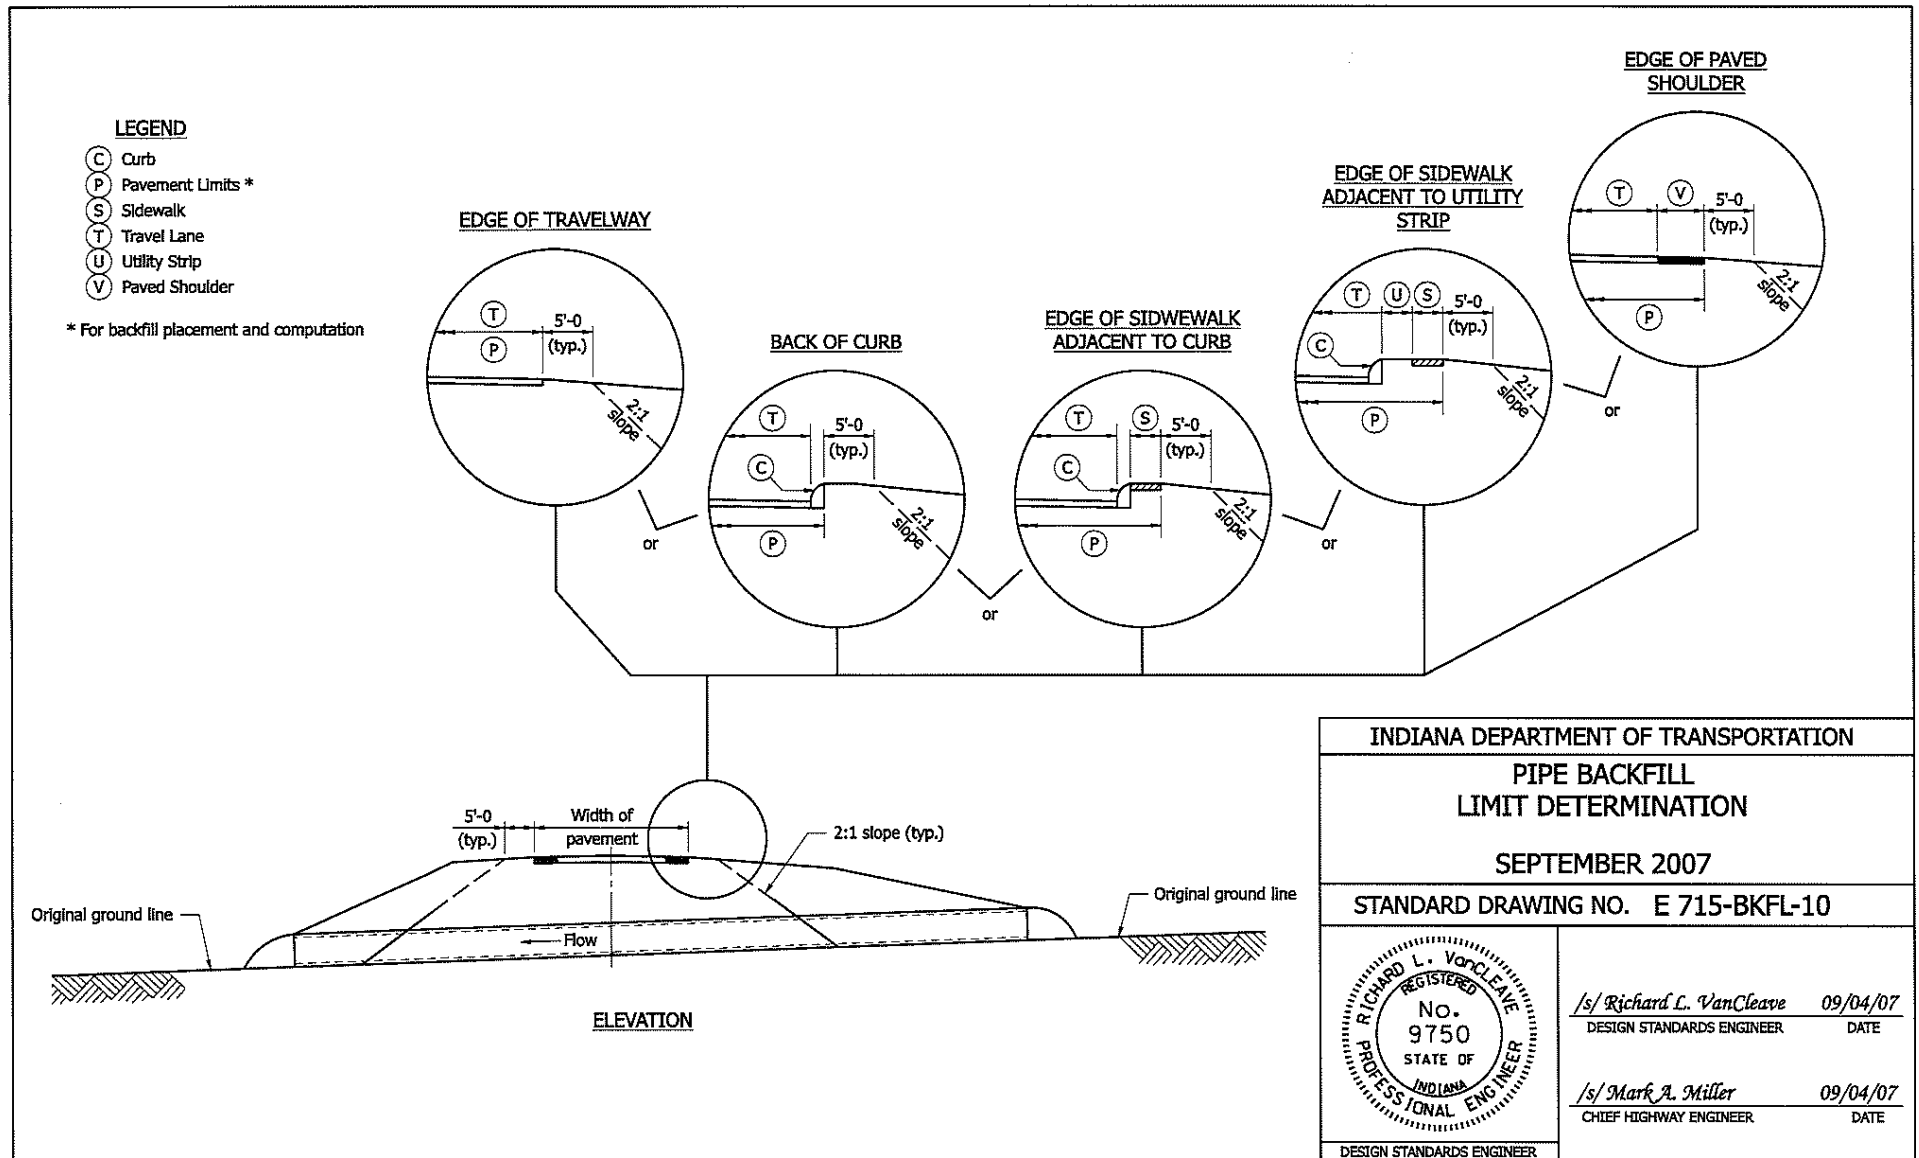 LEGEND
C Curb
P Pavement Limits *
S Sidewalk
T Travel Lane
U Utility Strip
V Paved Shoulder
* For backfill placement and computation
EDGE OF TRAVELWAY
T
5'-0
P
(typ.)
2:1
slope
or
BACK OF CURB
T
5'-0
(typ.)
C
2:1
slope
P
or
EDGE OF SIDWEWALK
ADJACENT TO CURB
T
S
5'-0
(typ.)
C
2:1
slope
P
or
EDGE OF SIDEWALK
ADJACENT TO UTILITY
STRIP
T
U
S
5'-0
(typ.)
C
2:1
slope
P
or
EDGE OF PAVED
SHOULDER
T
V
5'-0
(typ.)
2:1
slope
P
5'-0
(typ.)
Width of
pavement
2:1 slope (typ.)
Original ground line
Original ground line
Flow
ELEVATION
INDIANA DEPARTMENT OF TRANSPORTATION
PIPE BACKFILL
LIMIT DETERMINATION
SEPTEMBER 2007
STANDARD DRAWING NO. E 715-BKFL-10
RICHARD L. VanCLEAVE
REGISTERED
No.
9750
STATE OF
INDIANA
PROFESSIONAL ENGINEER
DESIGN STANDARDS ENGINEER
/s/ Richard L. VanCleave 09/04/07
DESIGN STANDARDS ENGINEER DATE
/s/ Mark A. Miller 09/04/07
CHIEF HIGHWAY ENGINEER DATE